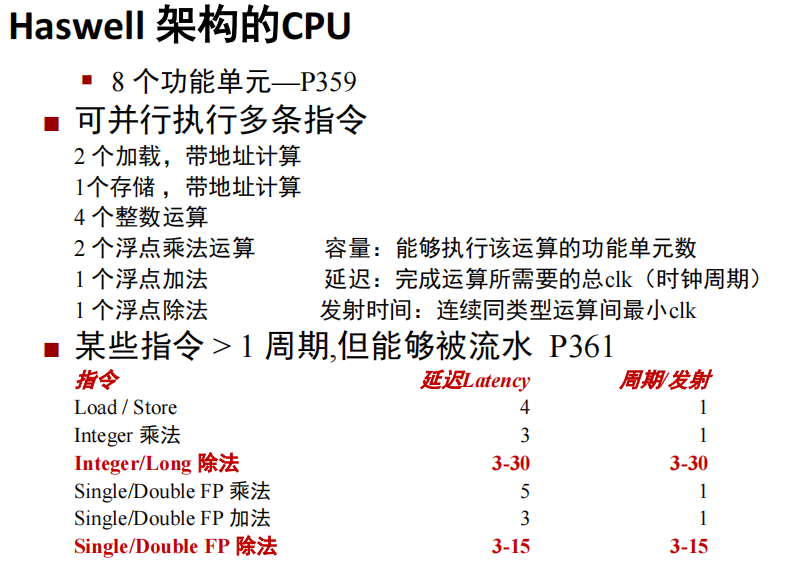 Haswell 架构的CPU
8 个功能单元—P359
可并行执行多条指令
2 个加载，带地址计算
1个存储 ，带地址计算
4 个整数运算
2 个浮点乘法运算 容量：能够执行该运算的功能单元数
1 个浮点加法 延迟：完成运算所需要的总clk（时钟周期）
1 个浮点除法 发射时间：连续同类型运算间最小clk
某些指令 > 1 周期,但能够被流水 P361
指令 延迟Latency 周期/发射
Load / Store 4 1
Integer 乘法 3 1
Integer/Long 除法 3-30 3-30
Single/Double FP 乘法 5 1
Single/Double FP 加法 3 1
Single/Double FP 除法 3-15 3-15